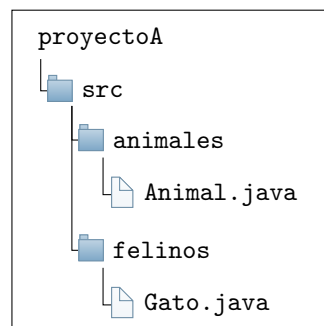 proyectoA
src
animales
Animal.java
felinos
Gato.java